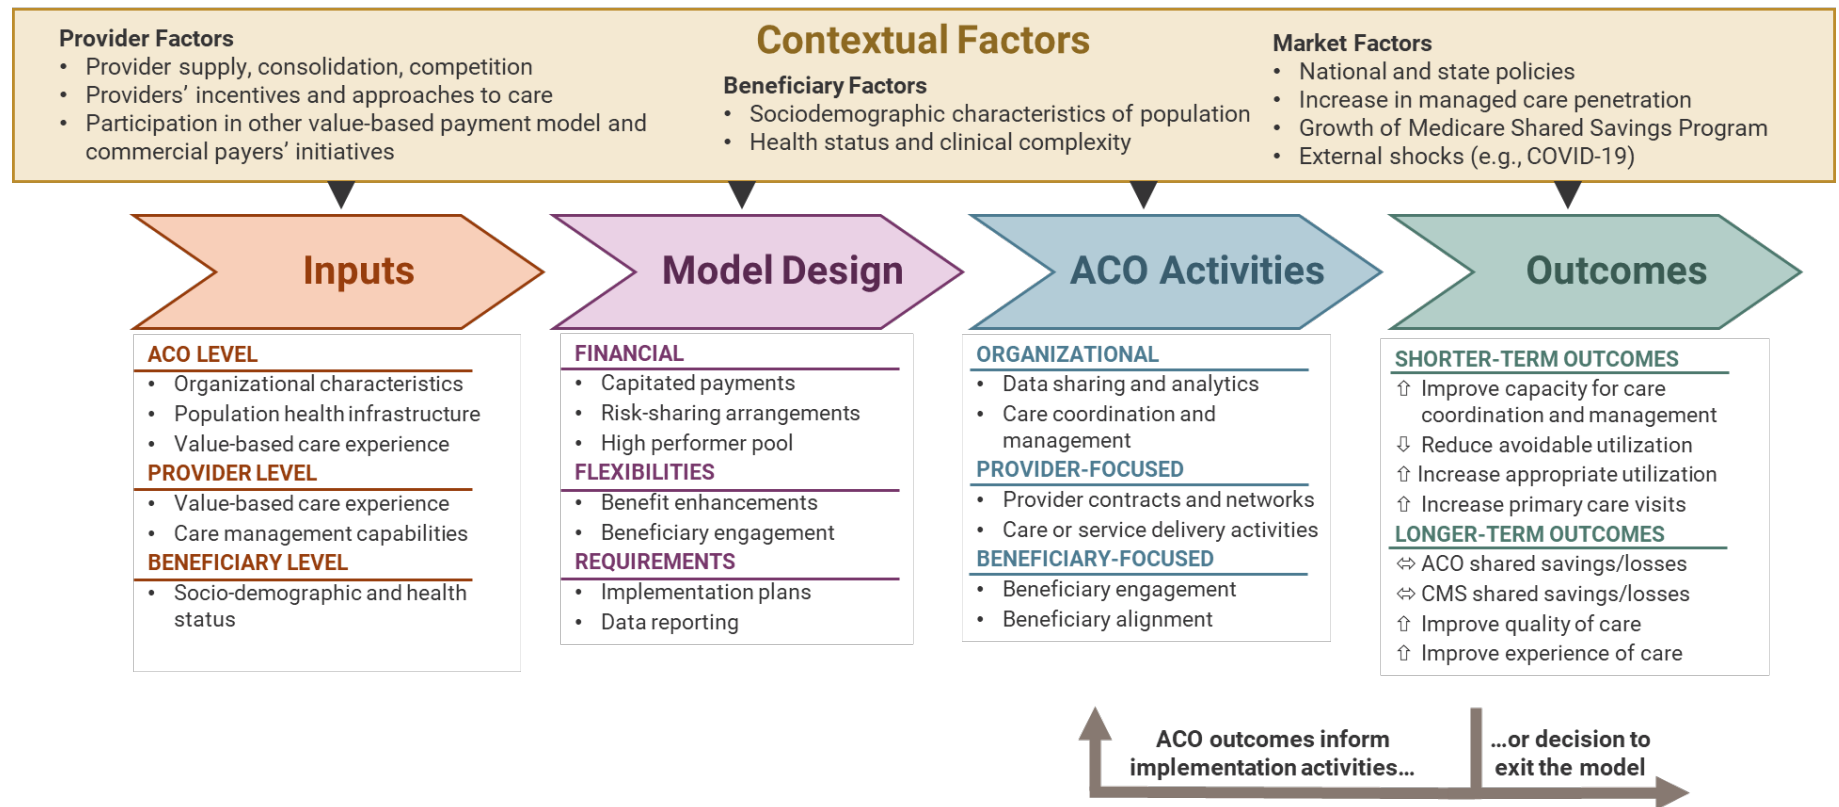 Contextual Factors
Provider Factors
• Provider supply, consolidation, competition
• Providers’ incentives and approaches to care
• Participation in other value-based payment model and
commercial payers’ initiatives
Beneficiary Factors
• Sociodemographic characteristics of population
• Health status and clinical complexity
Market Factors
• National and state policies
• Increase in managed care penetration
• Growth of Medicare Shared Savings Program
• External shocks (e.g., COVID-19)
Inputs
ACO LEVEL
• Organizational characteristics
• Population health infrastructure
• Value-based care experience
PROVIDER LEVEL
• Value-based care experience
• Care management capabilities
BENEFICIARY LEVEL
• Socio-demographic and health
status
Model Design
FINANCIAL
• Capitated payments
• Risk-sharing arrangements
• High performer pool
FLEXIBILITIES
• Benefit enhancements
• Beneficiary engagement
REQUIREMENTS
• Implementation plans
• Data reporting
ACO Activities
ORGANIZATIONAL
• Data sharing and analytics
• Care coordination and
management
PROVIDER-FOCUSED
• Provider contracts and networks
• Care or service delivery activities
BENEFICIARY-FOCUSED
• Beneficiary engagement
• Beneficiary alignment
Outcomes
SHORTER-TERM OUTCOMES
⇧ Improve capacity for care
coordination and management
⇩ Reduce avoidable utilization
⇧ Increase appropriate utilization
⇧ Increase primary care visits
LONGER-TERM OUTCOMES
⬄ ACO shared savings/losses
⬄ CMS shared savings/losses
⇧ Improve quality of care
⇧ Improve experience of care
ACO outcomes inform
implementation activities…
…or decision to
exit the model